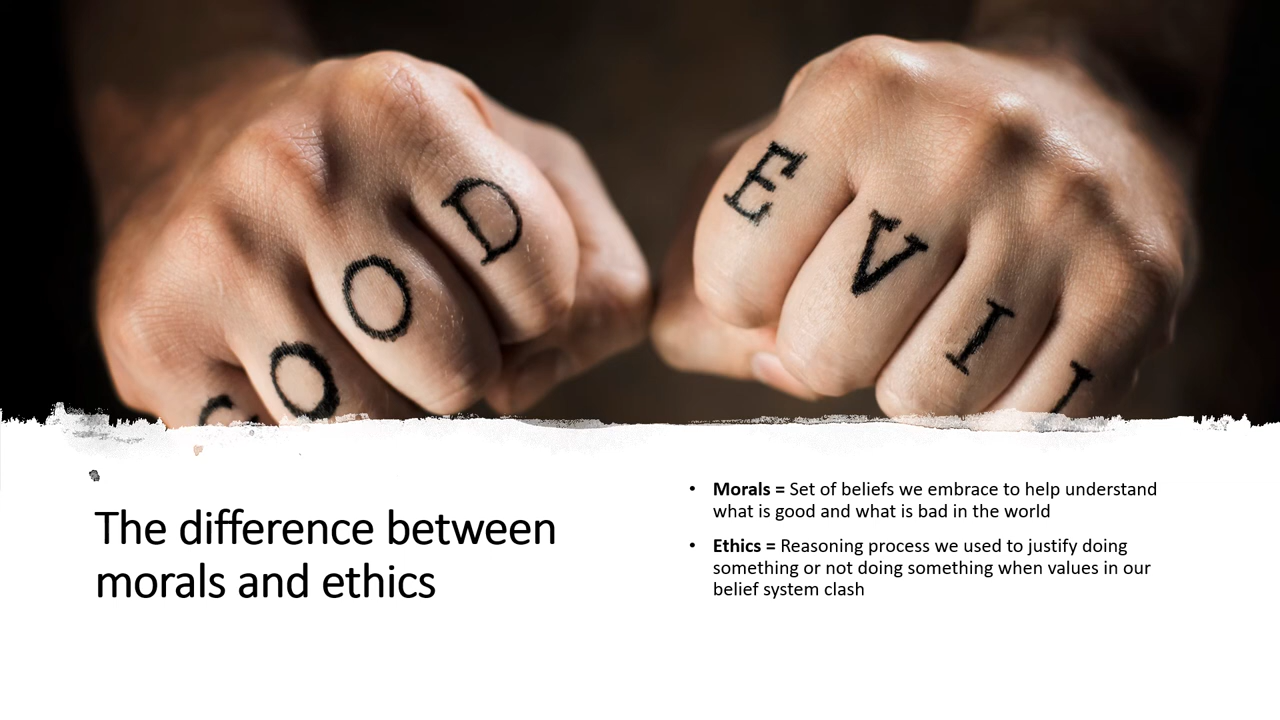 GOOD EVIL
The difference between
morals and ethics
• Morals = Set of beliefs we embrace to help understand
what is good and what is bad in the world
• Ethics = Reasoning process we used to justify doing
something or not doing something when values in our
belief system clash